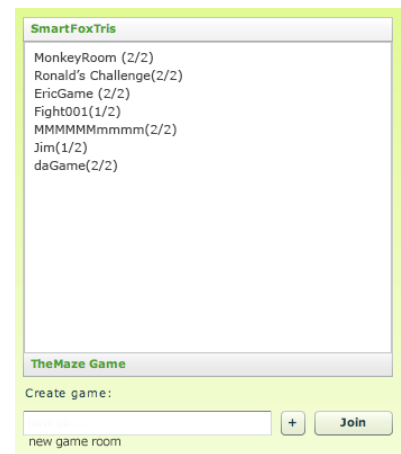 SmartFoxTris
MonkeyRoom (2/2)
Ronald's Challenge(2/2)
EricGame (2/2)
Fight001(1/2)
MMMMMMmmmm(2/2)
Jim(1/2)
daGame(2/2)
TheMaze Game
Create game:
+ Join
new game room